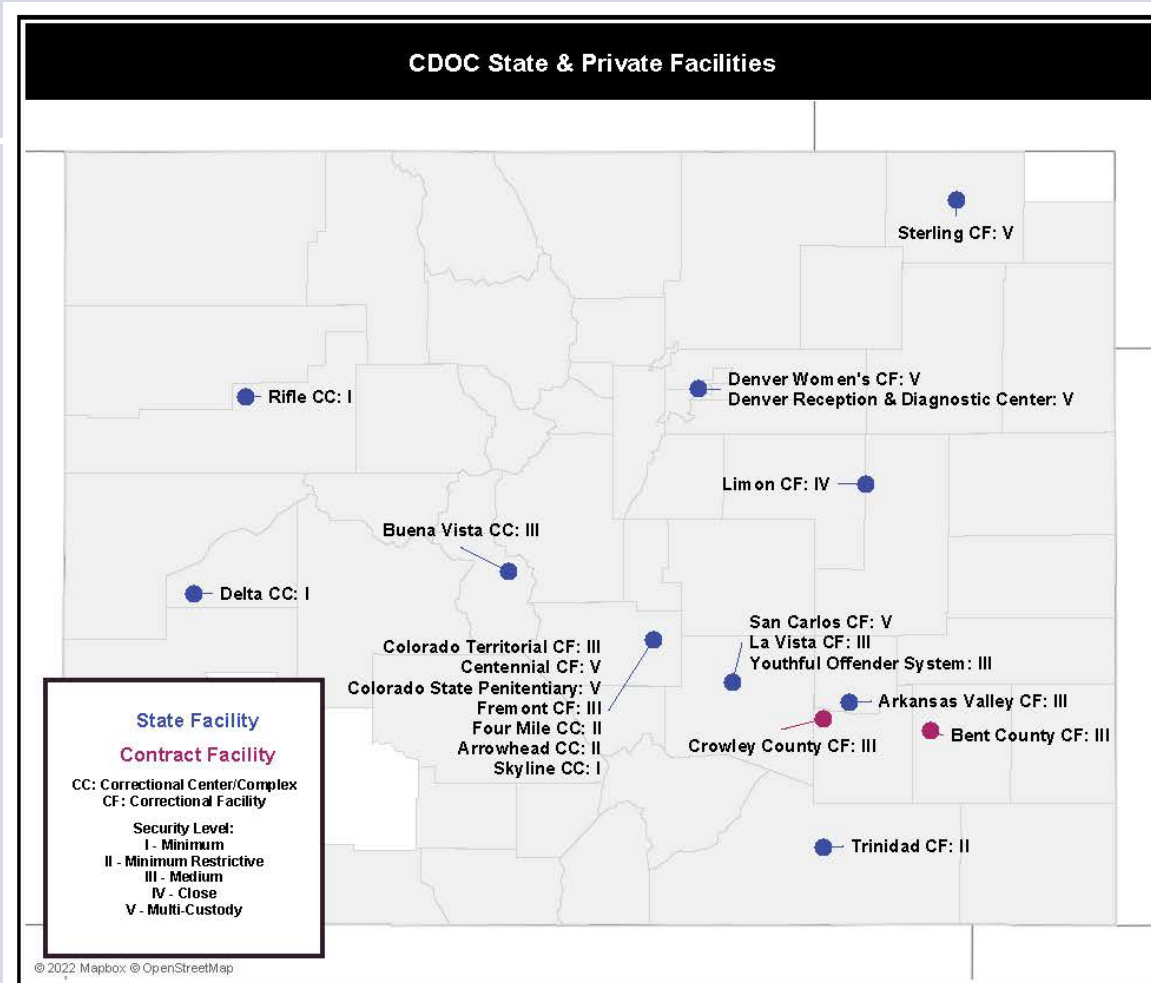 CDOC State & Private Facilities
Sterling CF: V
Denver Women's CF: V
Denver Reception & Diagnostic Center: V
Rifle CC: I
Limon CF: IV
Buena Vista CC: III
Delta CC: I
San Carlos CF: V
La Vista CF: III
Youthful Offender System: III
Colorado Territorial CF: III
Centennial CF: V
Colorado State Penitentiary: V
Fremont CF: III
Four Mile CC: II
Arrowhead CC: II
Skyline CC: I
Arkansas Valley CF: III
Crowley County CF: III
Bent County CF: III
Trinidad CF: II
State Facility
Contract Facility
CC: Correctional Center/Complex
CF: Correctional Facility
Security Level:
I - Minimum
II - Minimum Restrictive
III - Medium
IV - Close
V - Multi-Custody
© 2022 Mapbox © OpenStreetMap